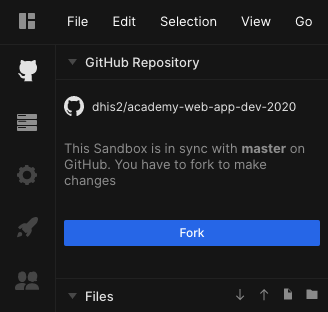 File Edit Selection View Go
GitHub Repository
dhis2/academy-web-app-dev-2020
This Sandbox is in sync with master on
GitHub. You have to fork to make
changes
Fork
Files